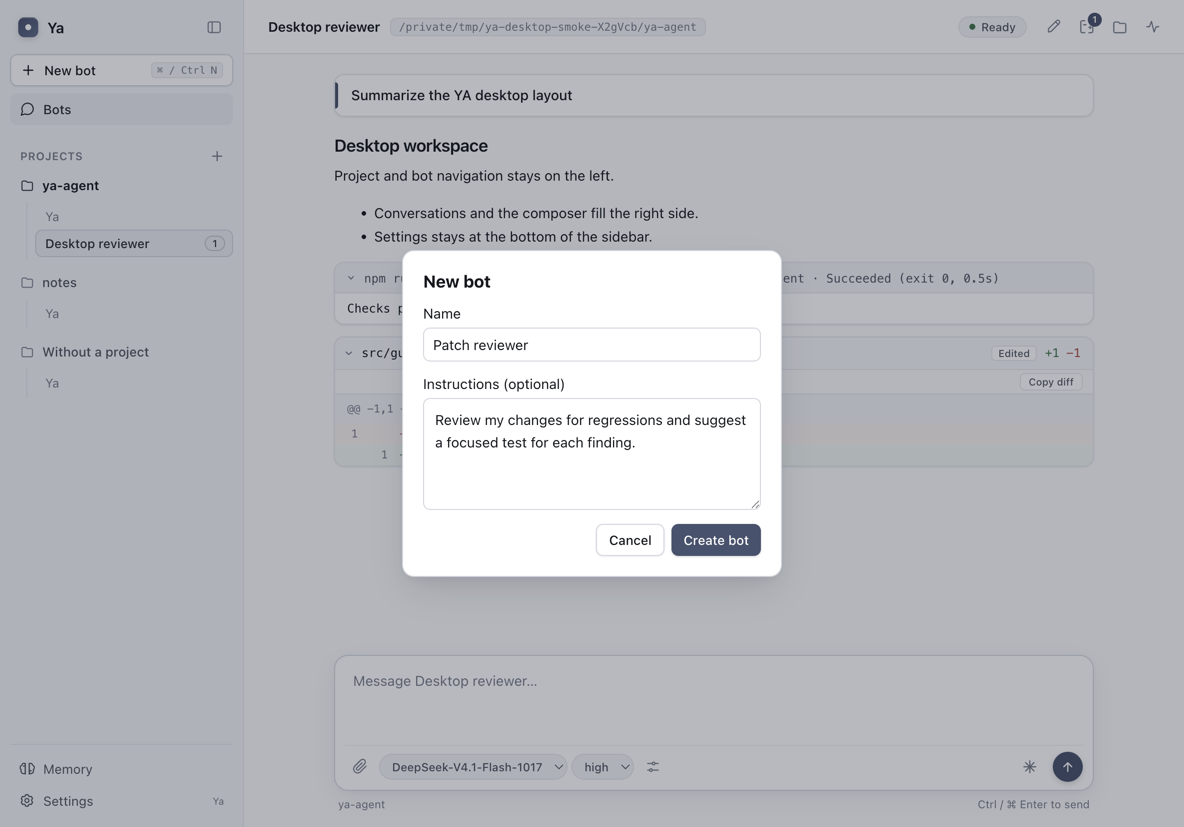 Ya
New bot ⌘ / Ctrl N
Bots
PROJECTS
ya-agent
Ya
Desktop reviewer 1
notes
Ya
Without a project
Ya
Memory
Settings Ya
Desktop reviewer /private/tmp/ya-desktop-smoke-X2gVcb/ya-agent Ready 1
Summarize the YA desktop layout
Desktop workspace
Project and bot navigation stays on the left.
• Conversations and the composer fill the right side.
• Settings stays at the bottom of the sidebar.
npm · Succeeded (exit 0, 0.5s)
Checks
Edited +1 −1
Copy diff
@@ −1,1
1 -
1
New bot
Name
Patch reviewer
Instructions (optional)
Review my changes for regressions and suggest
a focused test for each finding.
Cancel Create bot
Message Desktop reviewer...
DeepSeek-V4.1-Flash-1017 high
ya-agent Ctrl / ⌘ Enter to send